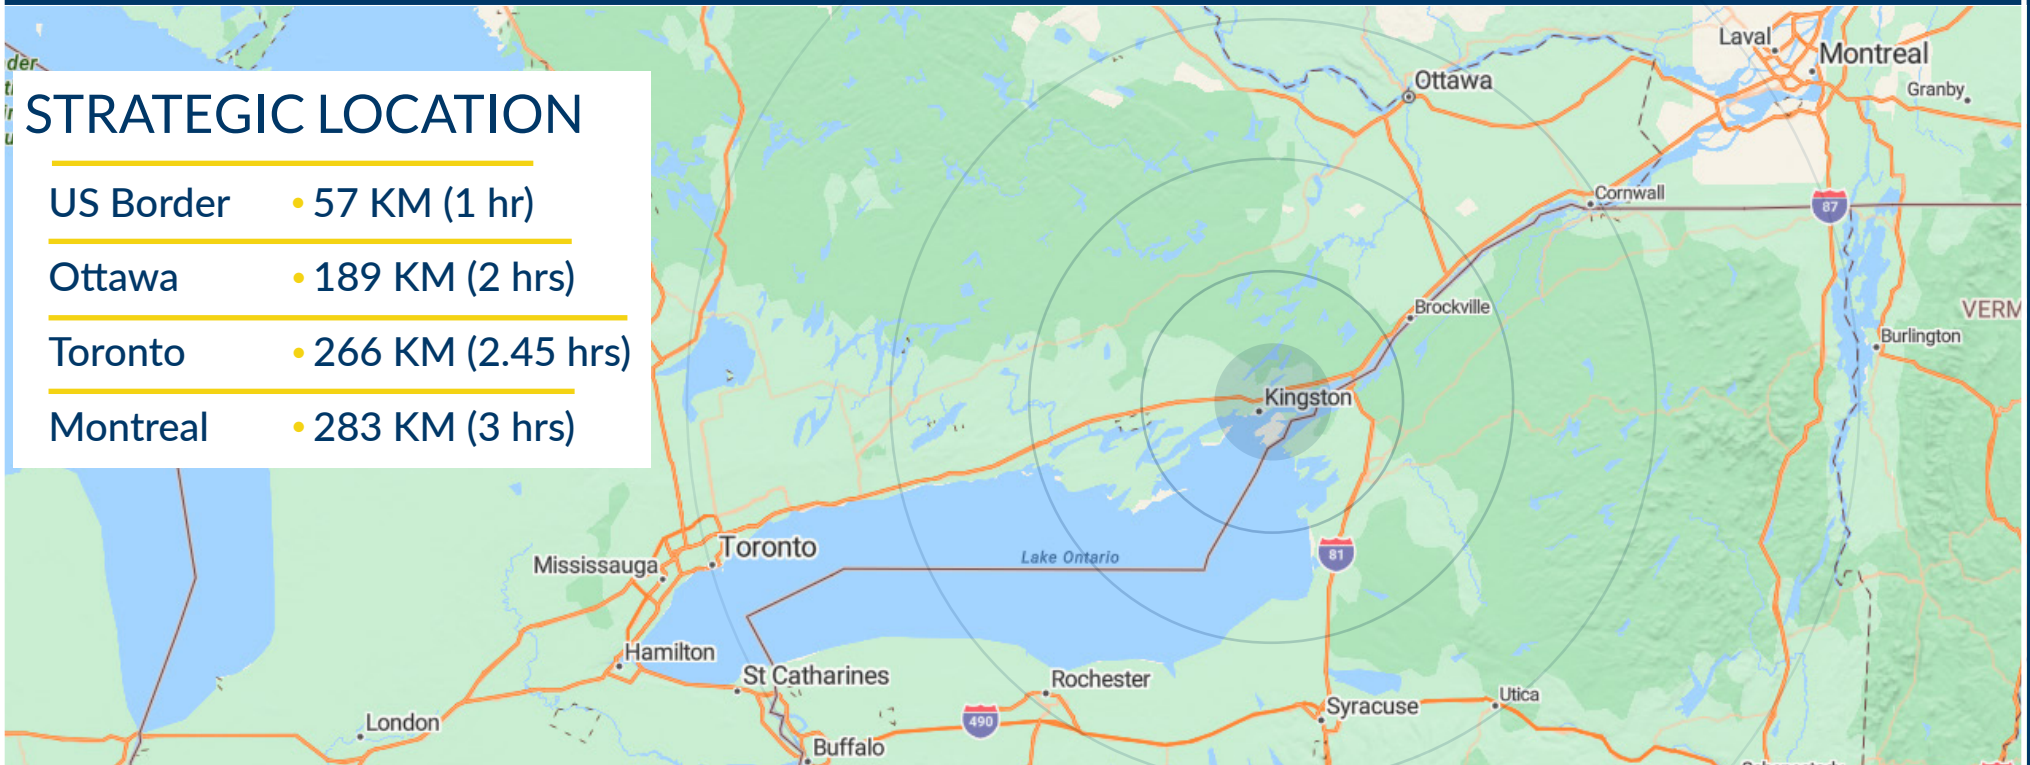 STRATEGIC LOCATION
US Border • 57 KM (1 hr)
Ottawa • 189 KM (2 hrs)
Toronto • 266 KM (2.45 hrs)
Montreal • 283 KM (3 hrs)
der
Laval
Montreal
Granby
Ottawa
Cornwall
87
Brockville
VERM
Burlington
Kingston
Toronto
Lake Ontario
81
Mississauga
Hamilton
St Catharines
Rochester
Utica
Syracuse
London
490
Buffalo